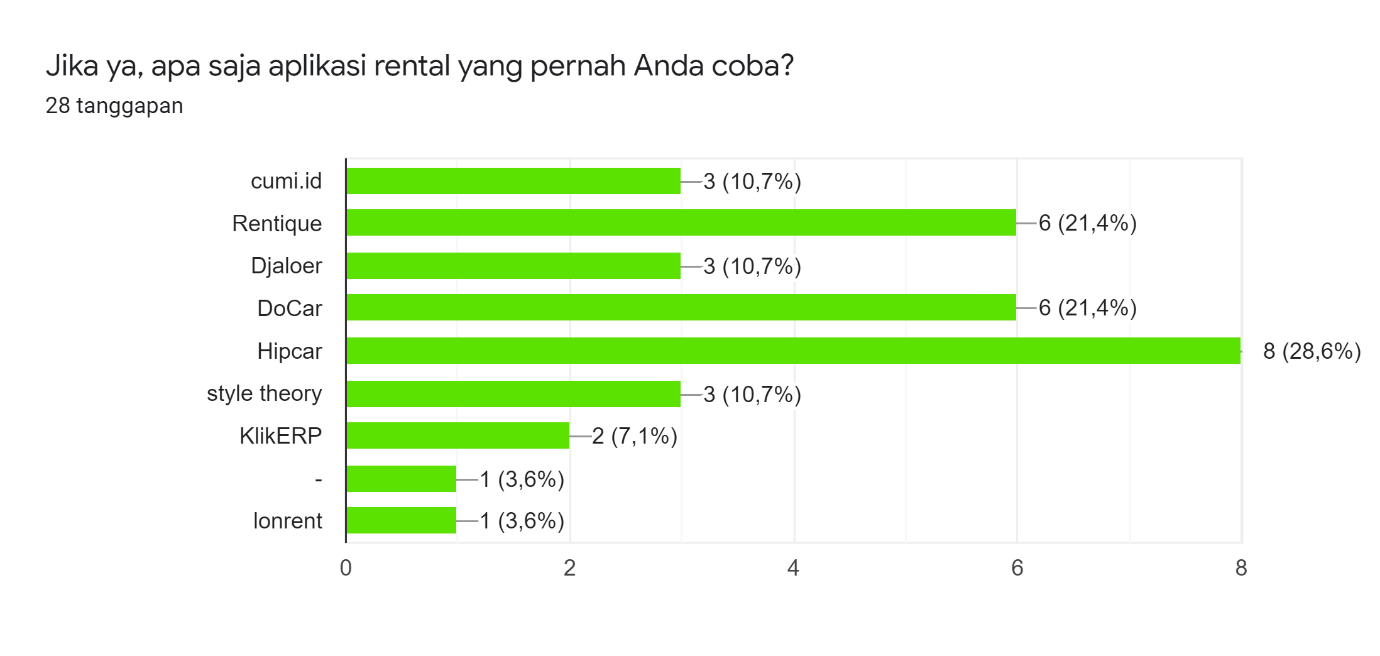 Jika ya, apa saja aplikasi rental yang pernah Anda coba?
28 tanggapan
cumi.id 3 (10,7%)
Rentique 6 (21,4%)
Djaloer 3 (10,7%)
DoCar 6 (21,4%)
Hipcar 8 (28,6%)
style theory 3 (10,7%)
KlikERP 2 (7,1%)
- 1 (3,6%)
lonrent 1 (3,6%)
0 2 4 6 8